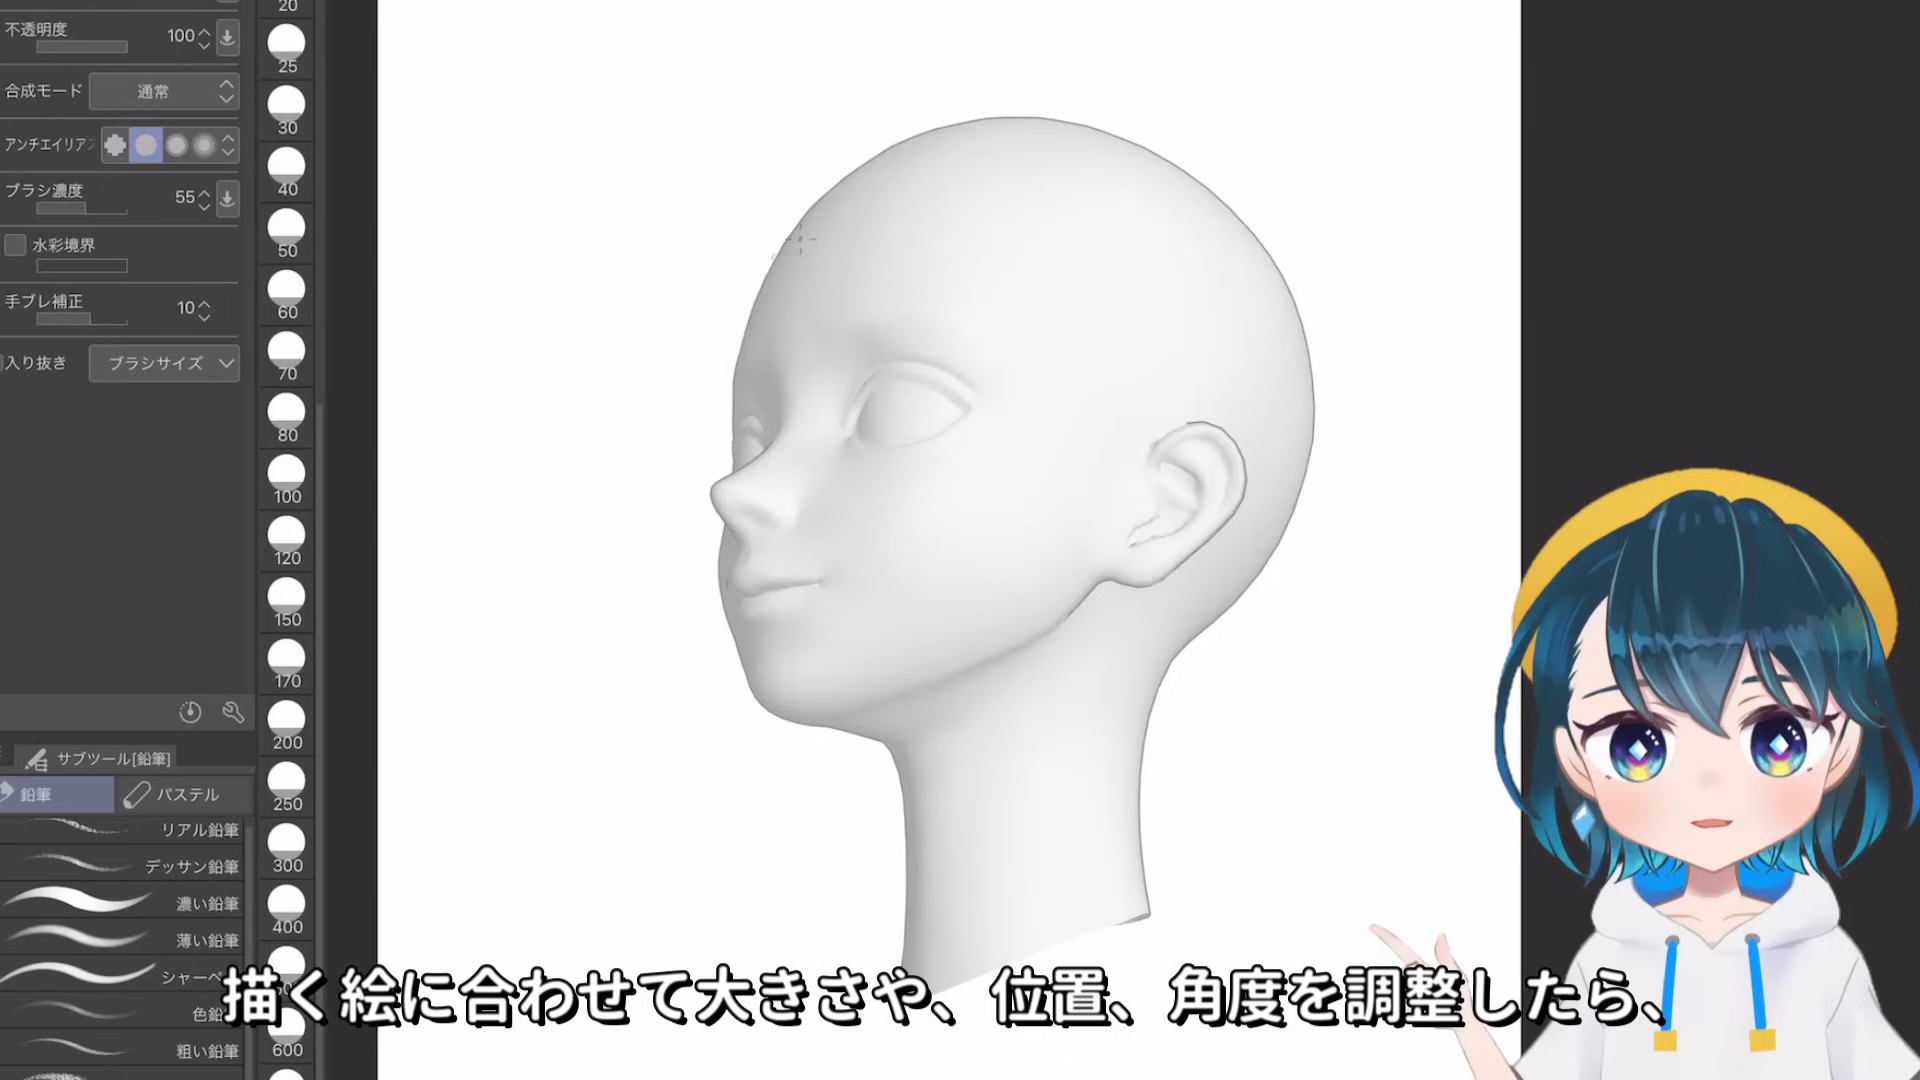 20
不透明度 100
25
合成モード 通常
30
アンチエイリアス
40
ブラシ濃度 55
50
水彩境界
60
手ブレ補正 10
70
入り抜き ブラシサイズ
80
100
120
150
170
200
サブツール[鉛筆]
鉛筆 パステル
250
リアル鉛筆
300
デッサン鉛筆
濃い鉛筆
400
薄い鉛筆
シャーペ
色鉛
600
粗い鉛筆
描く絵に合わせて大きさや、位置、角度を調整したら、